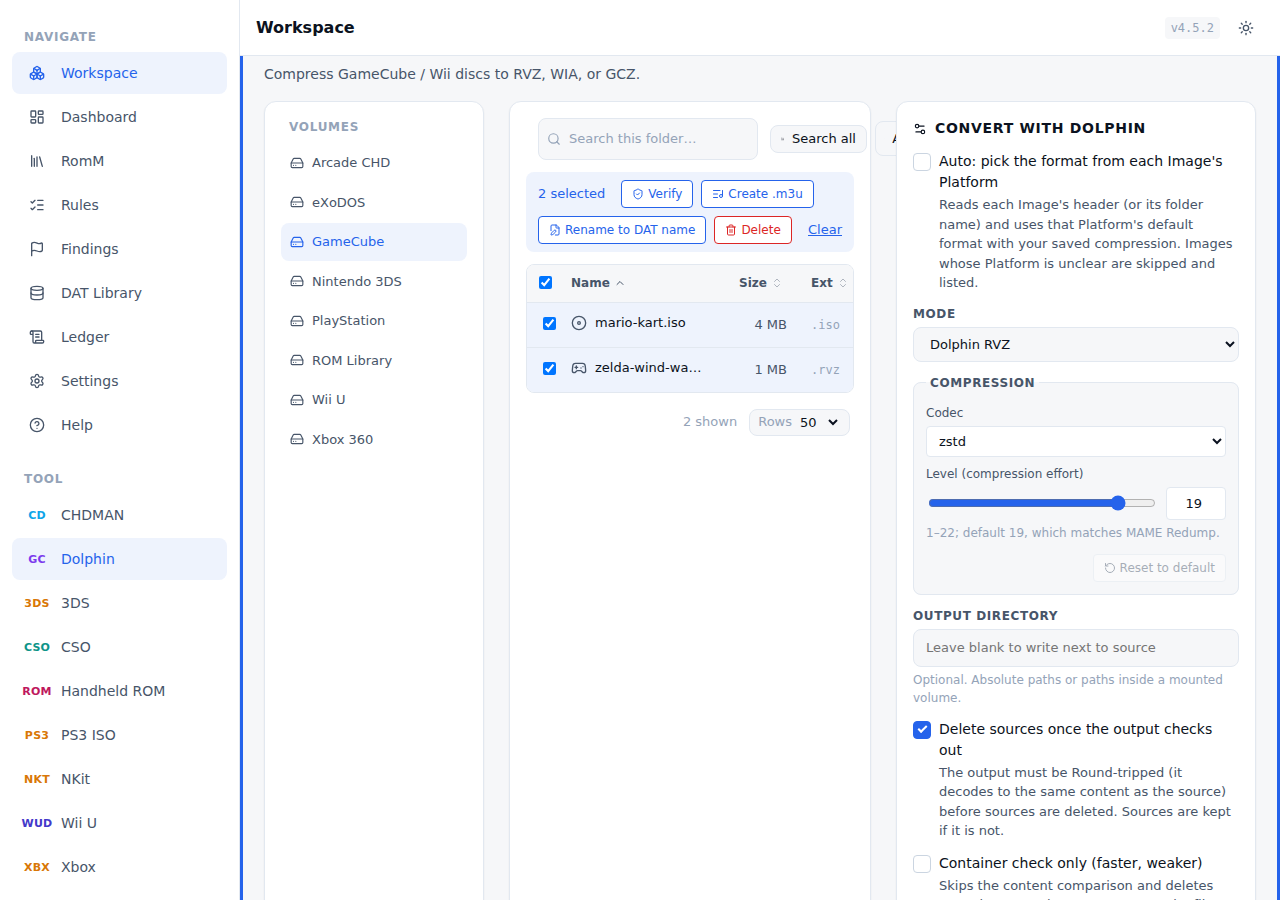 NAVIGATE
Workspace
Dashboard
RomM
Rules
Findings
DAT Library
Ledger
Settings
Help
TOOL
CD CHDMAN
GC Dolphin
3DS 3DS
CSO CSO
ROM Handheld ROM
PS3 PS3 ISO
NKT NKit
WUD Wii U
XBX Xbox
Workspace
v4.5.2
Compress GameCube / Wii discs to RVZ, WIA, or GCZ.
VOLUMES
Arcade CHD
eXoDOS
GameCube
Nintendo 3DS
PlayStation
ROM Library
Wii U
Xbox 360
Search this folder…
Search all
2 selected
Verify
Create .m3u
Rename to DAT name
Delete
Clear
Name
Size
Ext
mario-kart.iso 4 MB .iso
zelda-wind-wa… 1 MB .rvz
2 shown
Rows 50
CONVERT WITH DOLPHIN
Auto: pick the format from each Image's
Platform
Reads each Image's header (or its folder
name) and uses that Platform's default
format with your saved compression. Images
whose Platform is unclear are skipped and
listed.
MODE
Dolphin RVZ
COMPRESSION
Codec
zstd
Level (compression effort)
19
1–22; default 19, which matches MAME Redump.
Reset to default
OUTPUT DIRECTORY
Leave blank to write next to source
Optional. Absolute paths or paths inside a mounted
volume.
Delete sources once the output checks
out
The output must be Round-tripped (it
decodes to the same content as the source)
before sources are deleted. Sources are kept
if it is not.
Container check only (faster, weaker)
Skips the content comparison and deletes